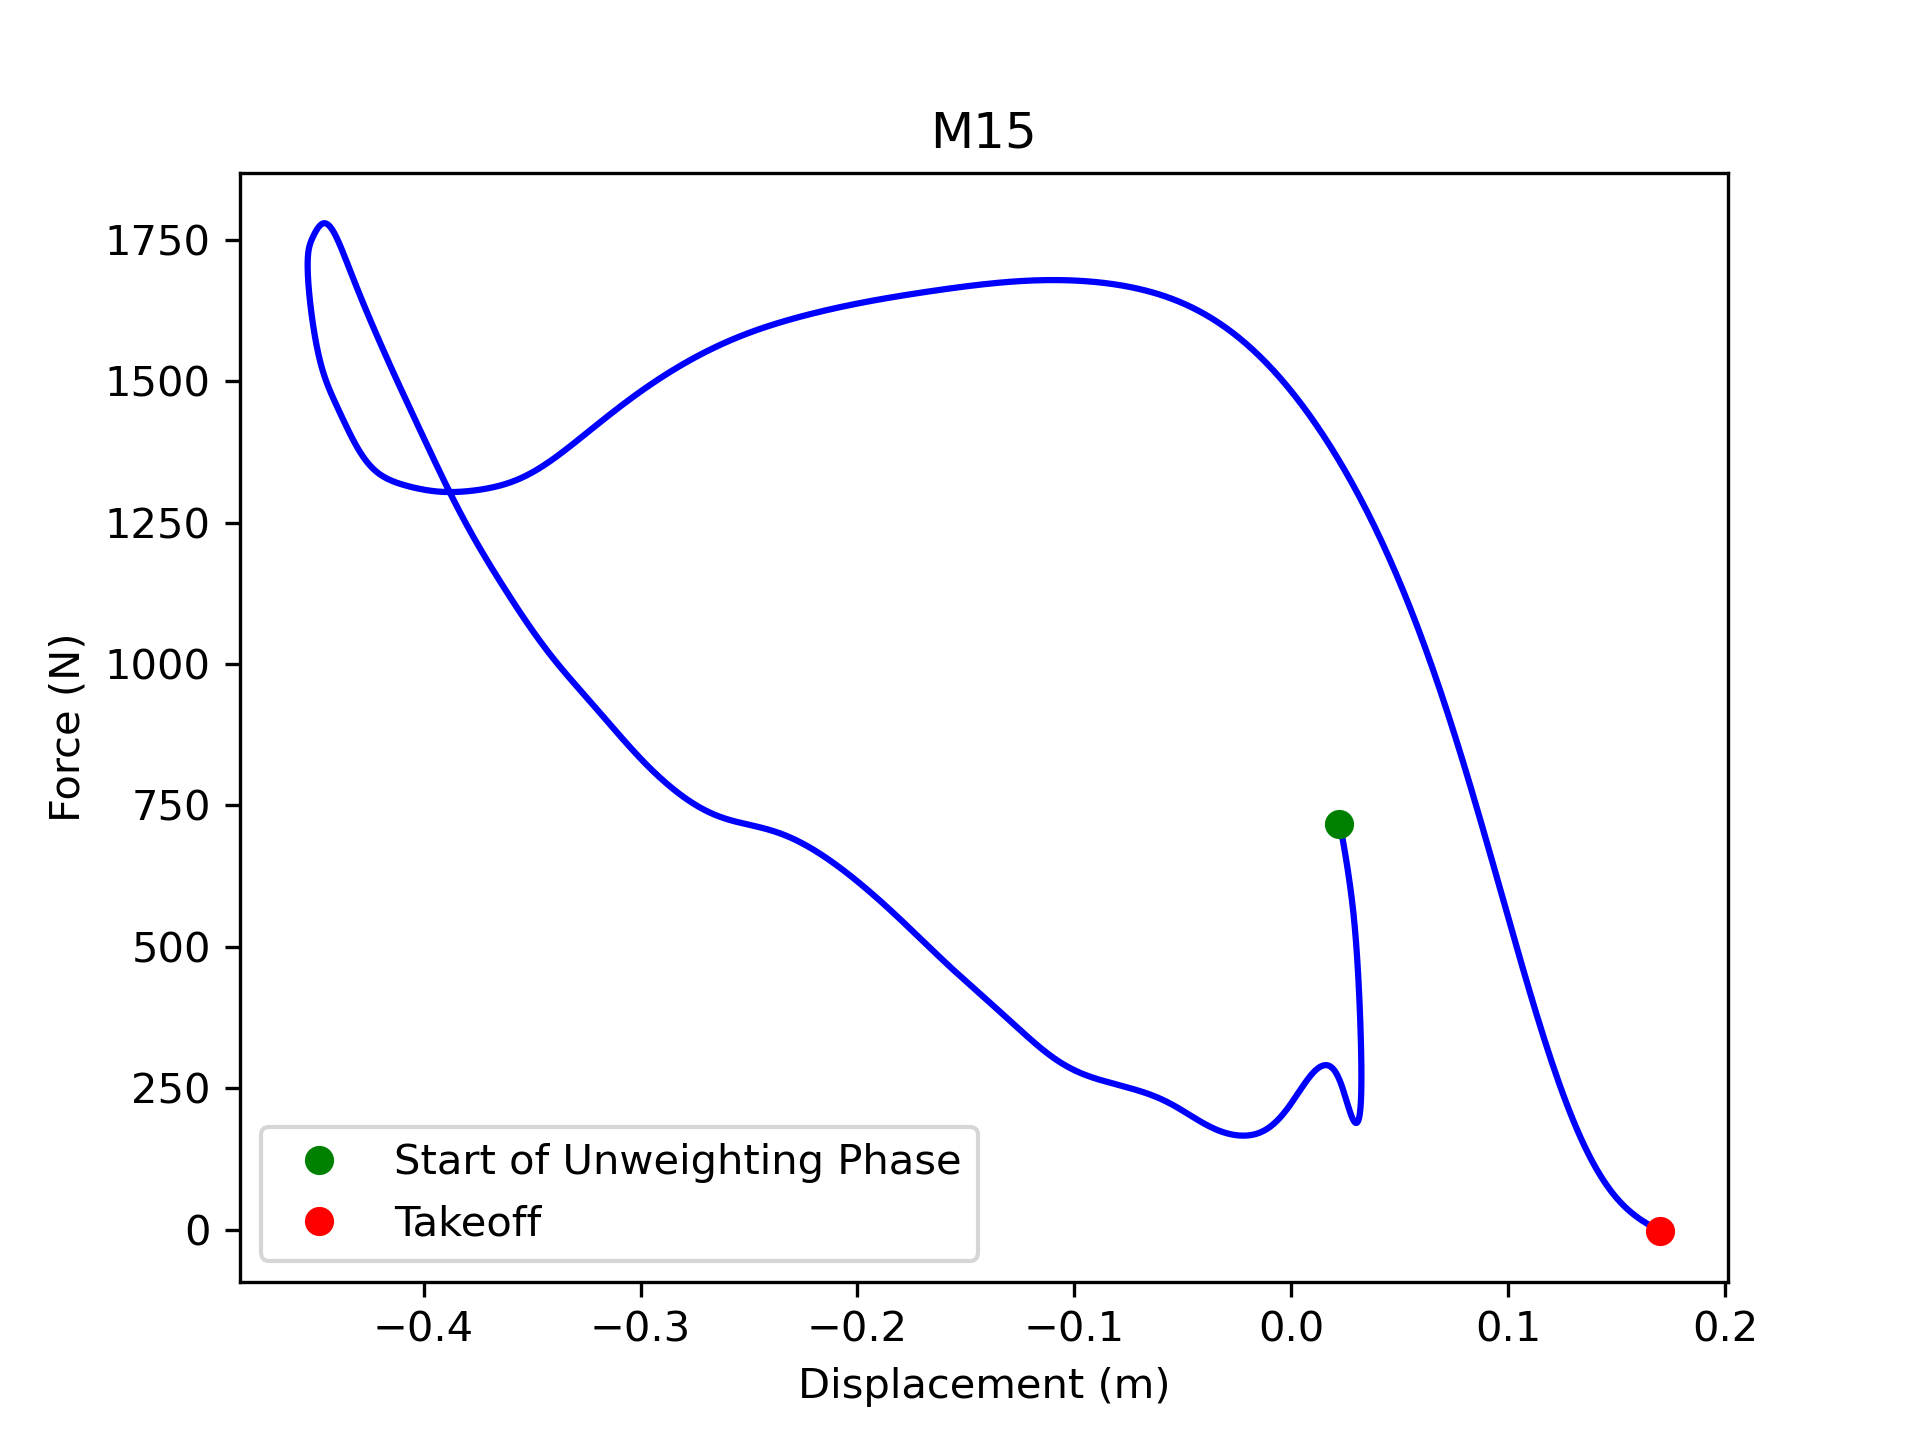 M15
1750
1500
1250
1000
750
500
250
0
Force (N)
Start of Unweighting Phase
Takeoff
−0.4 −0.3 −0.2 −0.1 0.0 0.1 0.2
Displacement (m)